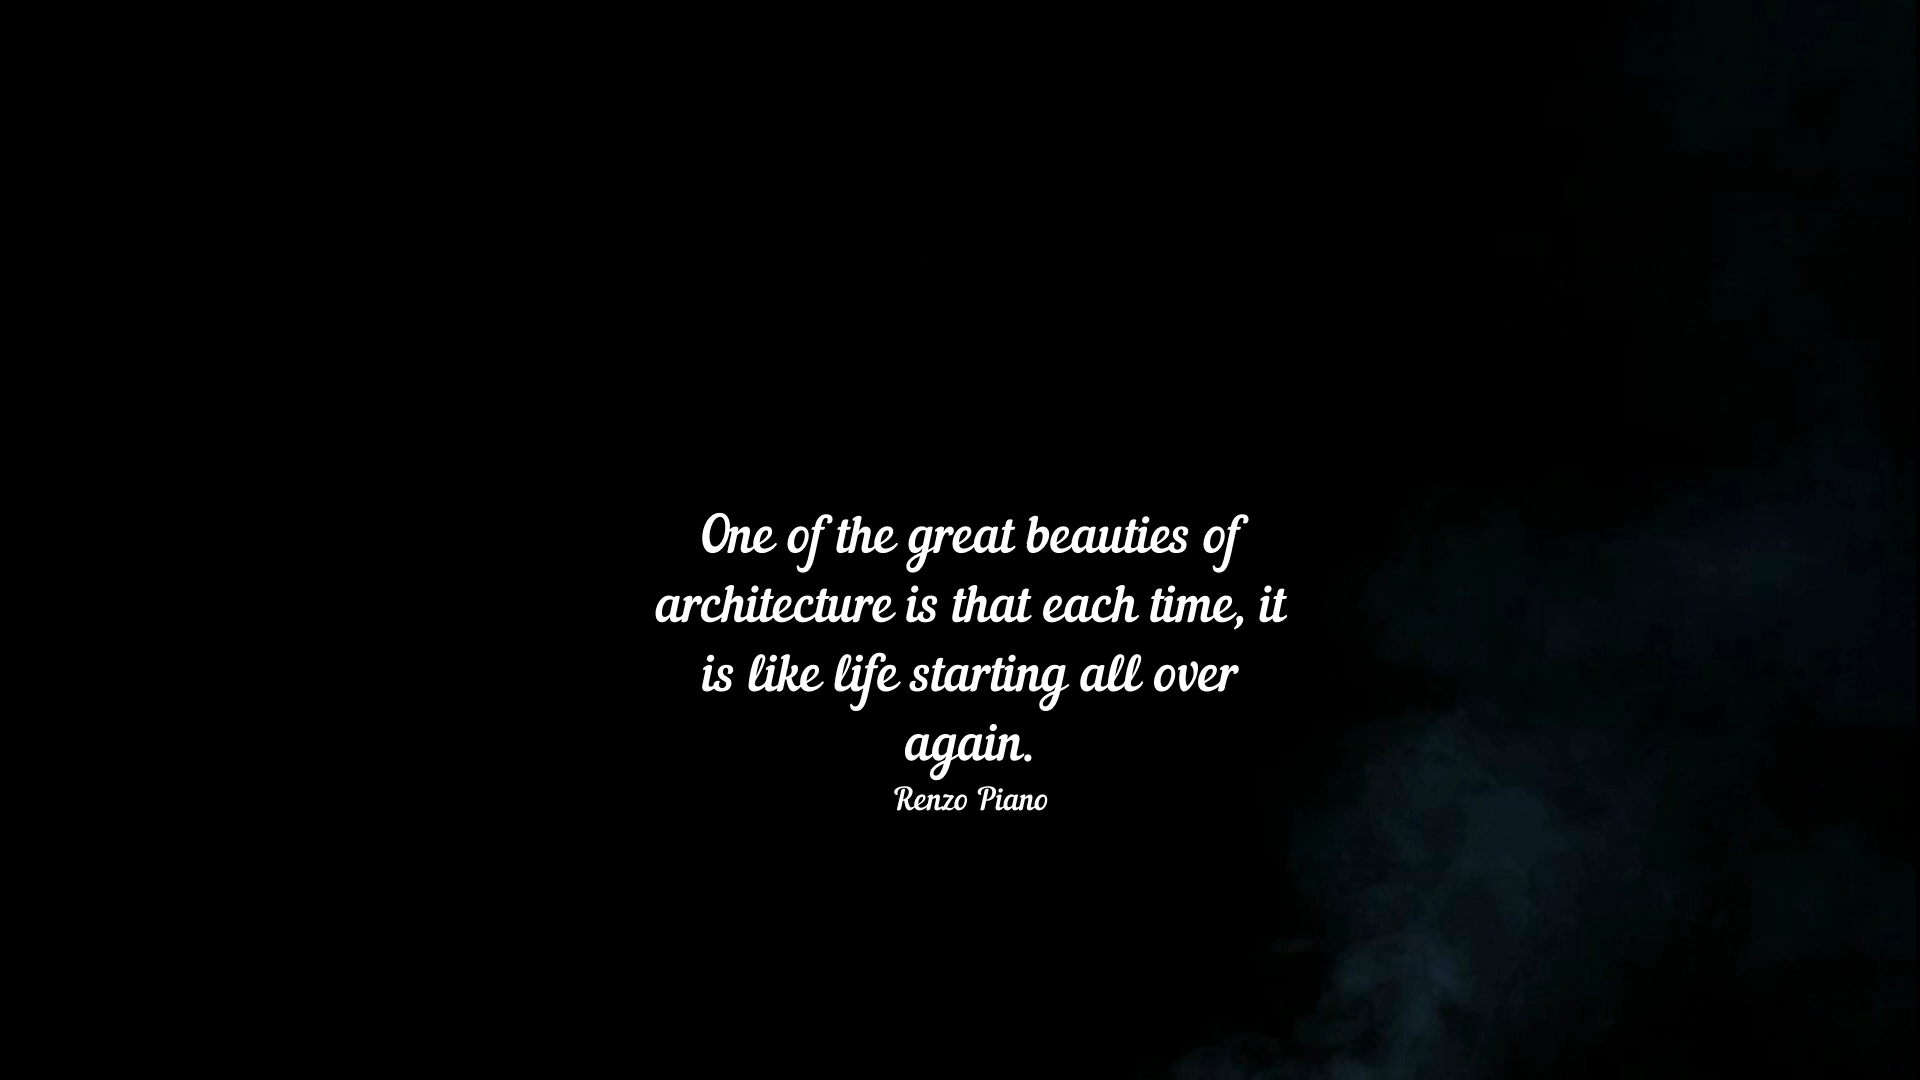 One of the great beauties of
architecture is that each time, it
is like life starting all over
again.
Renzo Piano